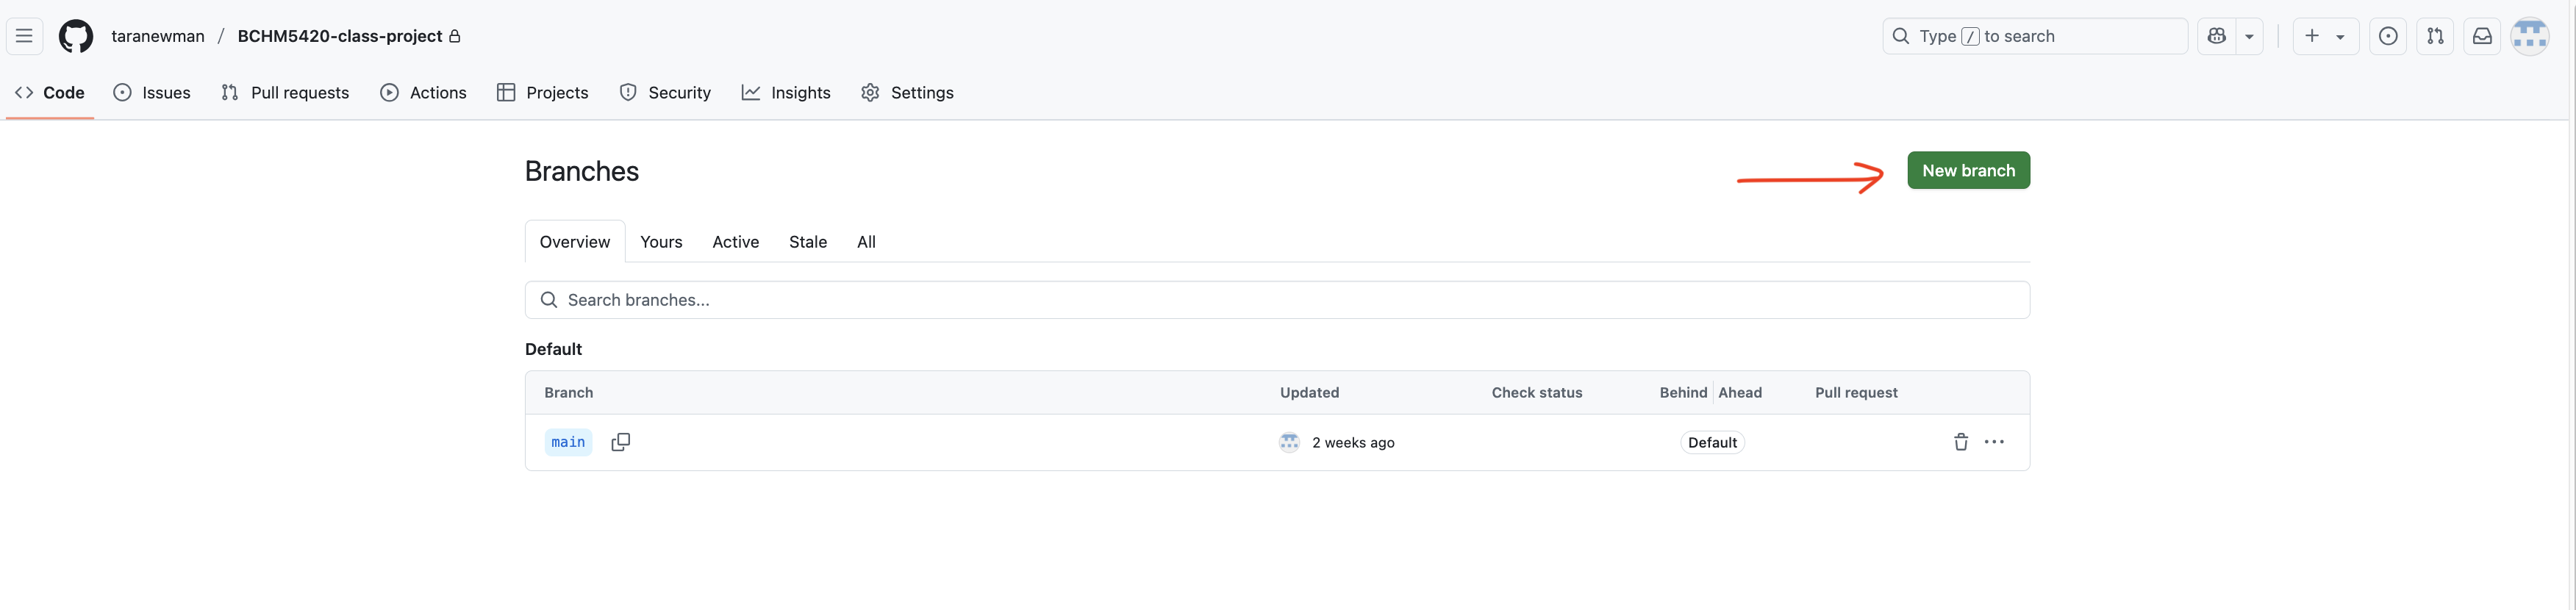 taranewman / BCHM5420-class-project
Type / to search
Code Issues Pull requests Actions Projects Security Insights Settings
Branches
New branch
Overview Yours Active Stale All
Search branches...
Default
Branch Updated Check status Behind Ahead Pull request
main 2 weeks ago Default